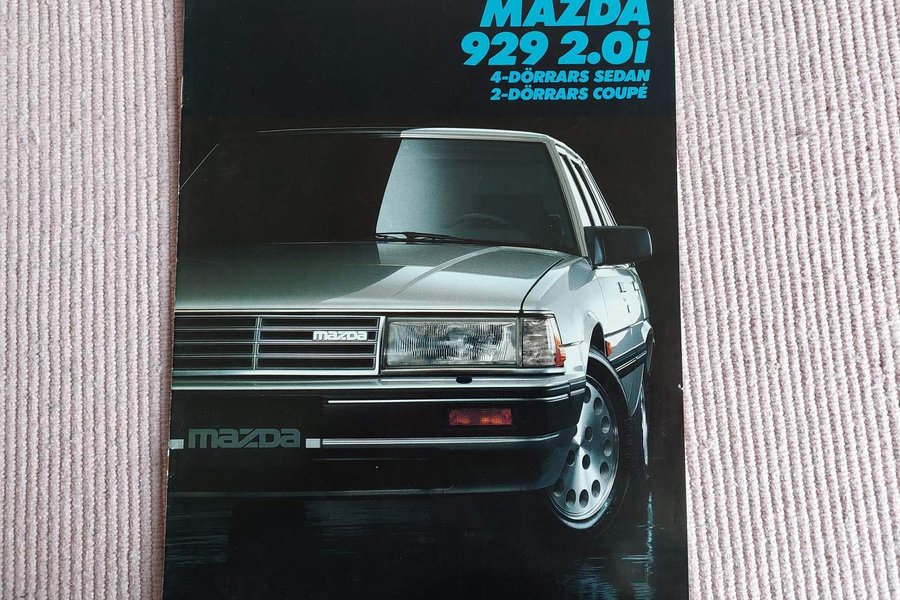 MAZDA
929 2.0i
4-DÖRRARS SEDAN
2-DÖRRARS COUPÉ
mazda
mazda